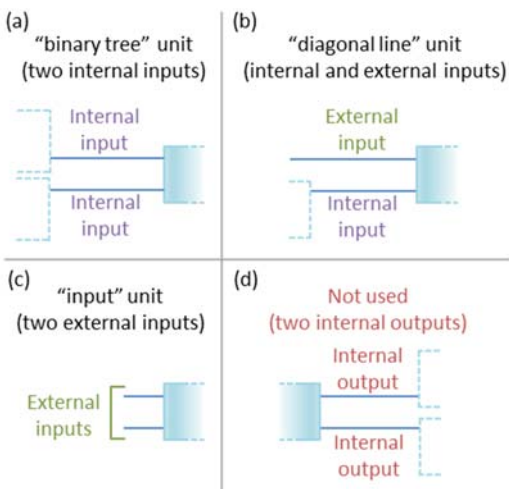 (a)
“binary tree” unit
(two internal inputs)
Internal
input
Internal
input
(b)
“diagonal line” unit
(internal and external inputs)
External
input
Internal
input
(c)
“input” unit
(two external inputs)
External
inputs
(d)
Not used
(two internal outputs)
Internal
output
Internal
output